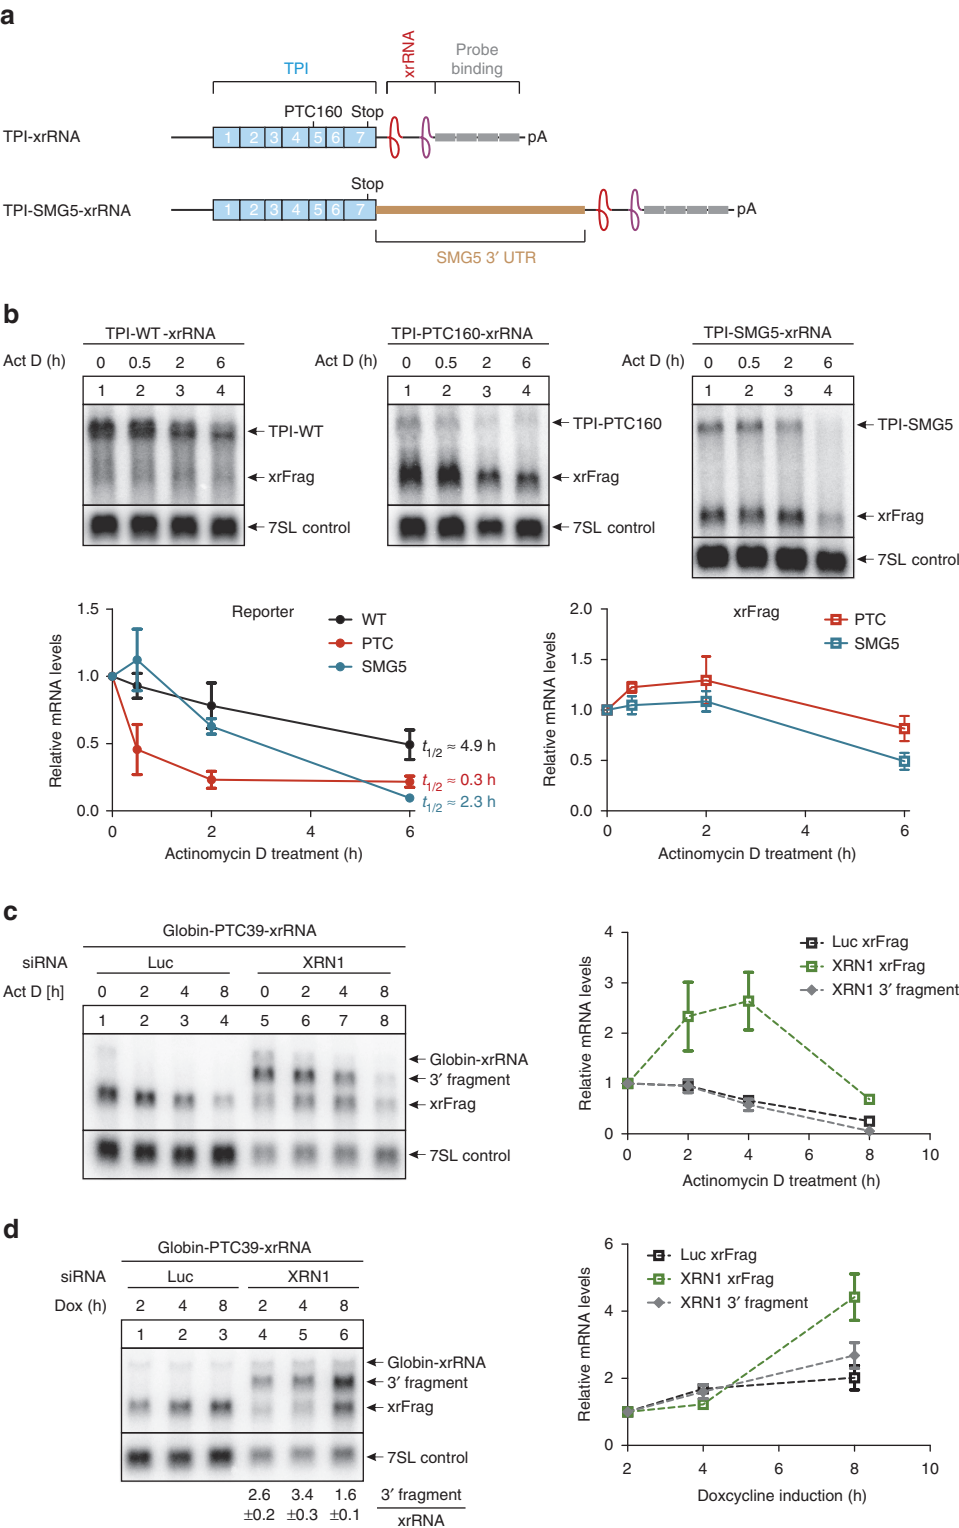 a
TPI
xrRNA
Probe
binding
PTC160 Stop
TPI-xrRNA
1 2 3 4 5 6 7
pA
Stop
TPI-SMG5-xrRNA
1 2 3 4 5 6 7
pA
SMG5 3′ UTR
b
TPI-WT-xrRNA
Act D (h) 0 0.5 2 6
1 2 3 4
TPI-WT
xrFrag
7SL control
TPI-PTC160-xrRNA
Act D (h) 0 0.5 2 6
1 2 3 4
TPI-PTC160
xrFrag
7SL control
TPI-SMG5-xrRNA
Act D (h) 0 0.5 2 6
1 2 3 4
TPI-SMG5
xrFrag
7SL control
Reporter
WT
PTC
SMG5
Relative mRNA levels
1.5
1.0
0.5
0.0
t1/2 ≈ 4.9 h
t1/2 ≈ 0.3 h
t1/2 ≈ 2.3 h
0 2 4 6
Actinomycin D treatment (h)
xrFrag
PTC
SMG5
Relative mRNA levels
2.0
1.5
1.0
0.5
0.0
0 2 4 6
Actinomycin D treatment (h)
c
Globin-PTC39-xrRNA
siRNA Luc XRN1
Act D [h] 0 2 4 8 0 2 4 8
1 2 3 4 5 6 7 8
Globin-xrRNA
3′ fragment
xrFrag
7SL control
Luc xrFrag
XRN1 xrFrag
XRN1 3′ fragment
Relative mRNA levels
4
3
2
1
0
0 2 4 6 8 10
Actinomycin D treatment (h)
d
Globin-PTC39-xrRNA
siRNA Luc XRN1
Dox (h) 2 4 8 2 4 8
1 2 3 4 5 6
Globin-xrRNA
3′ fragment
xrFrag
7SL control
2.6 3.4 1.6 3′ fragment
±0.2 ±0.3 ±0.1 xrRNA
Luc xrFrag
XRN1 xrFrag
XRN1 3′ fragment
Relative mRNA levels
6
4
2
0
2 4 6 8 10
Doxycycline induction (h)